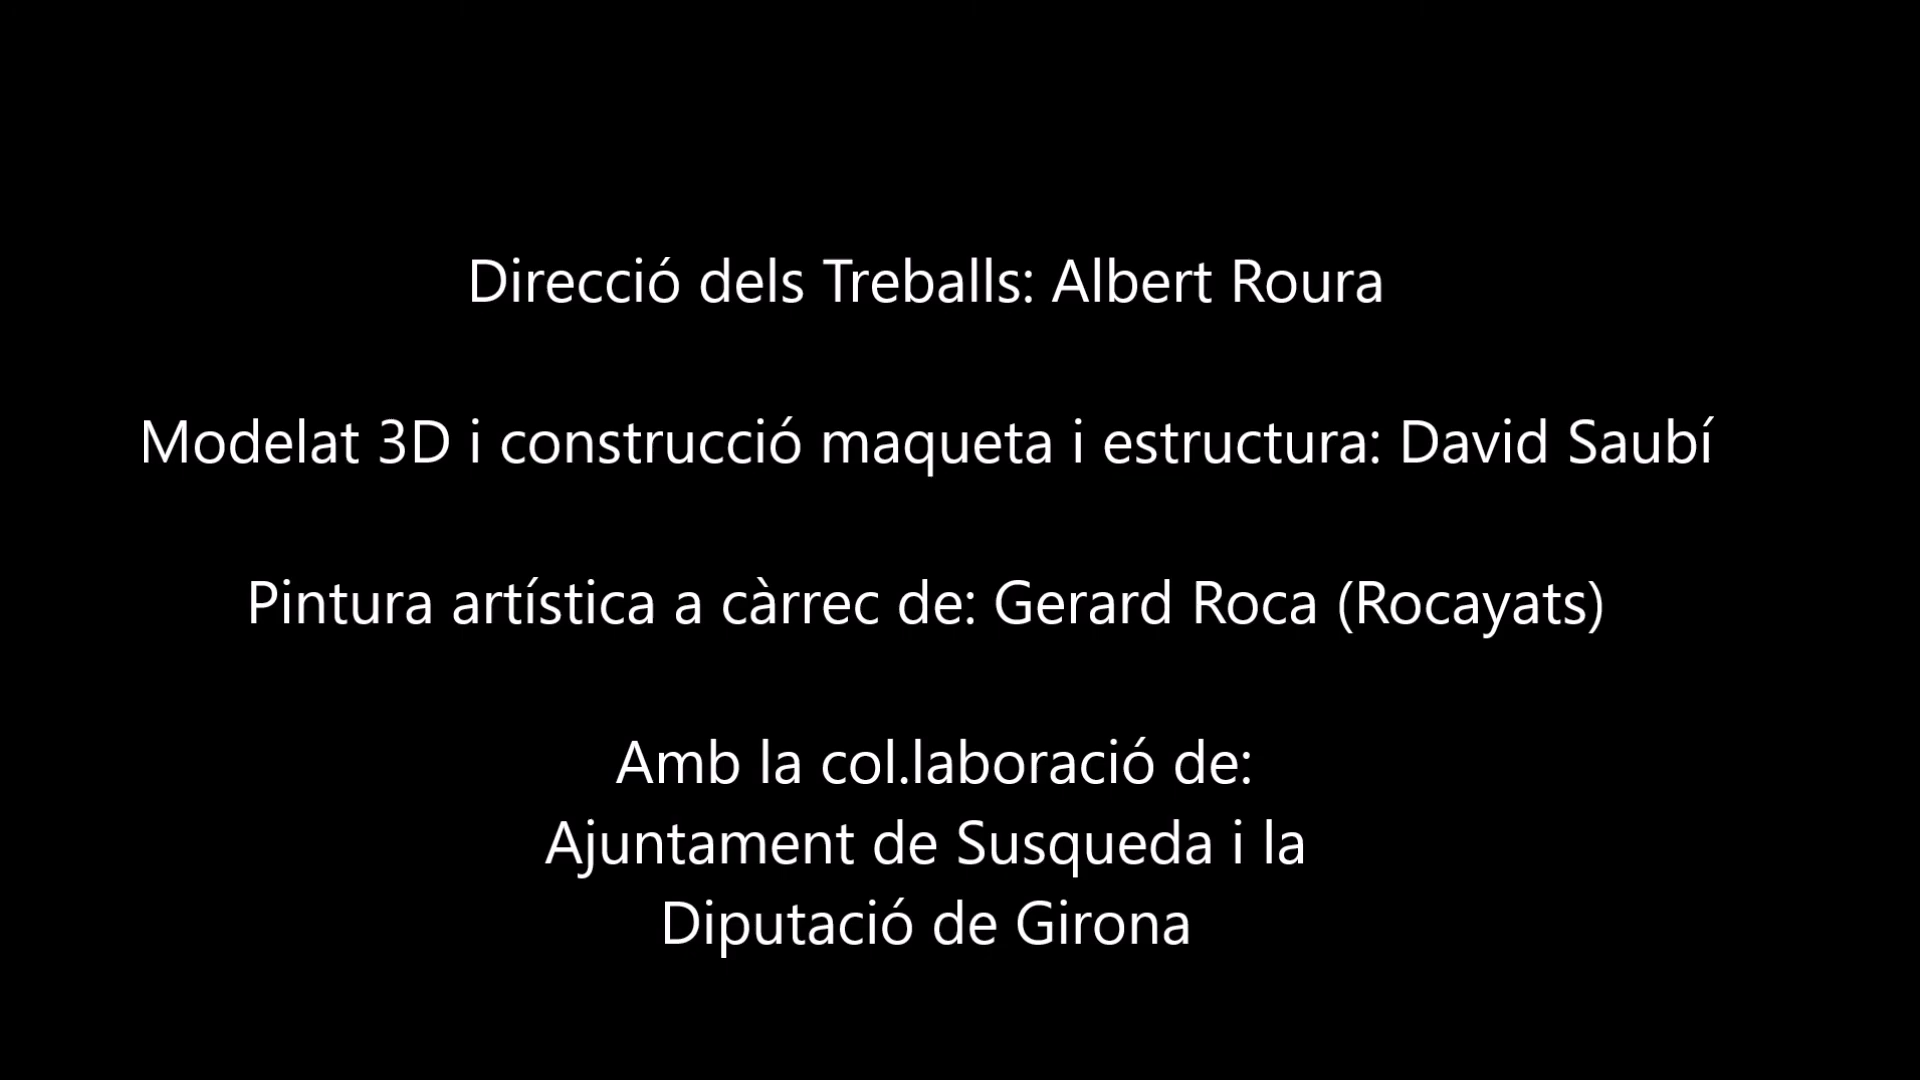 Direcció dels Treballs: Albert Roura
Modelat 3D i construcció maqueta i estructura: David Saubí
Pintura artística a càrrec de: Gerard Roca (Rocayats)
Amb la col.laboració de:
Ajuntament de Susqueda i la
Diputació de Girona